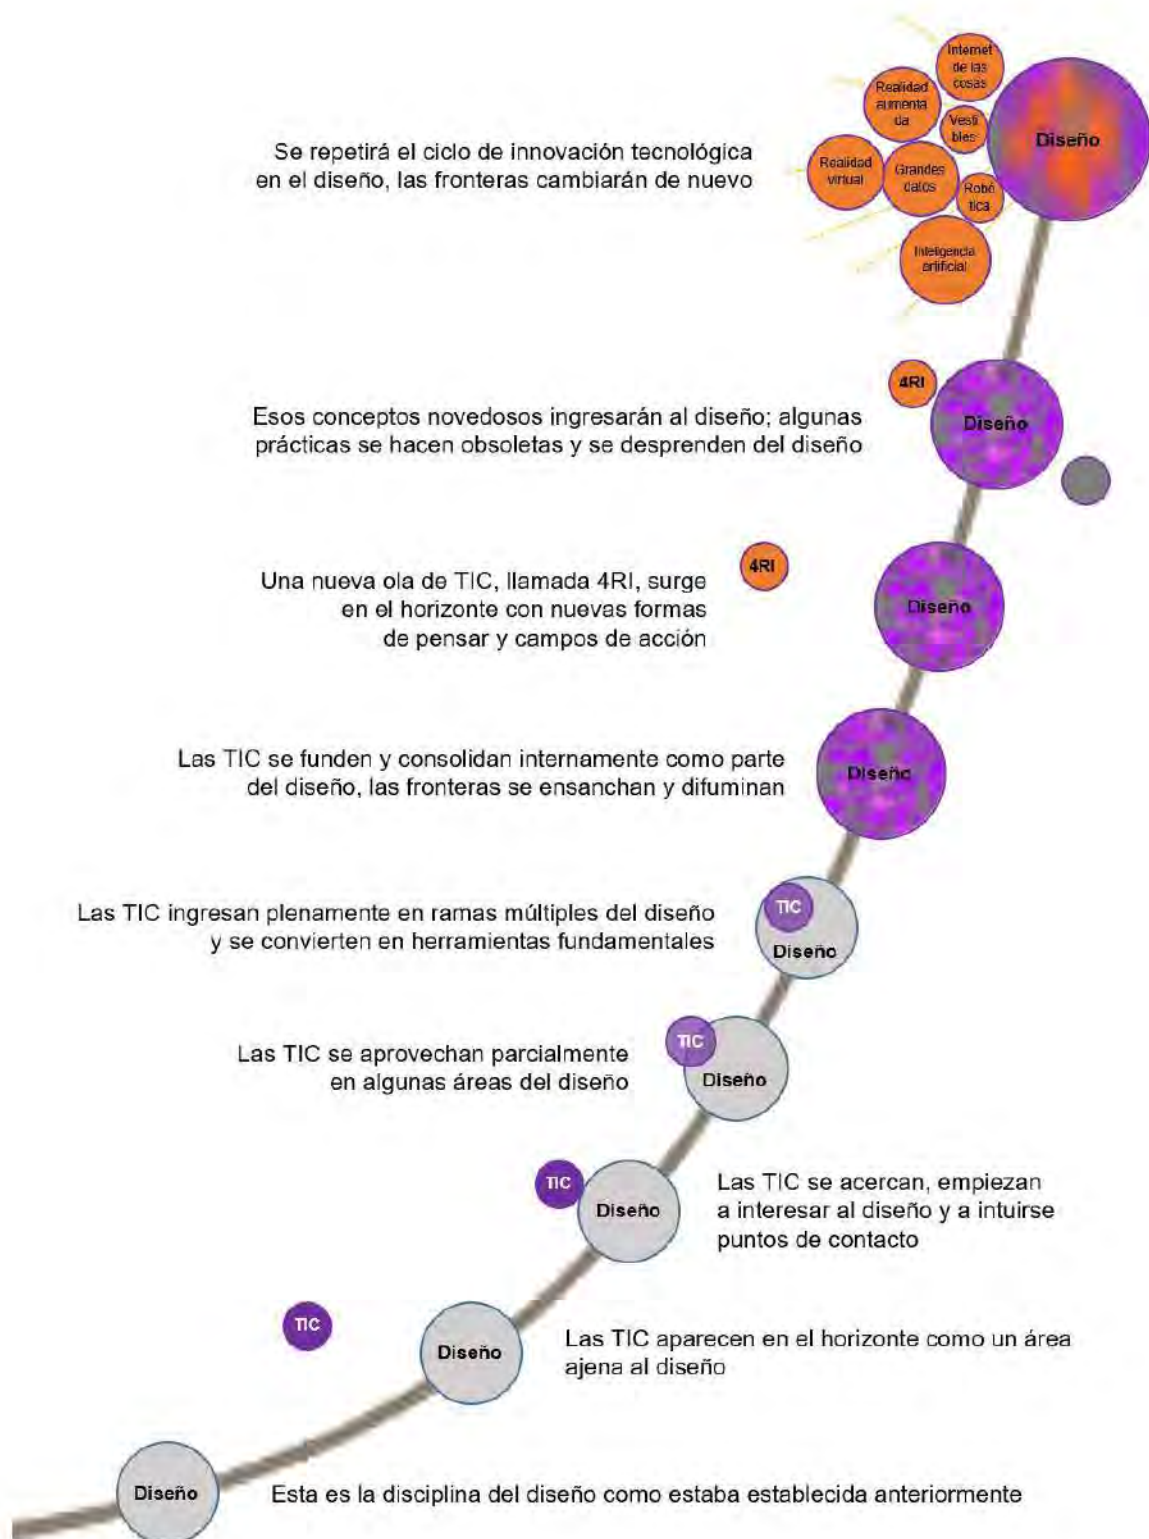 Internet
de las
cosas
Realidad
aumenta
da
Vesti
bles
Diseño
Se repetirá el ciclo de innovación tecnológica
en el diseño, las fronteras cambiarán de nuevo
Realidad
virtual
Grandes
datos
Robó
tica
Inteligencia
artificial
4RI
Esos conceptos novedosos ingresarán al diseño; algunas
prácticas se hacen obsoletas y se desprenden del diseño
Diseño
4RI
Una nueva ola de TIC, llamada 4RI, surge
en el horizonte con nuevas formas
de pensar y campos de acción
Diseño
Las TIC se funden y consolidan internamente como parte
del diseño, las fronteras se ensanchan y difuminan
Diseño
Las TIC ingresan plenamente en ramas múltiples del diseño
y se convierten en herramientas fundamentales
TIC
Diseño
Las TIC se aprovechan parcialmente
en algunas áreas del diseño
TIC
Diseño
TIC
Diseño
Las TIC se acercan, empiezan
a interesar al diseño y a intuirse
puntos de contacto
TIC
Diseño
Las TIC aparecen en el horizonte como un área
ajena al diseño
Diseño
Esta es la disciplina del diseño como estaba establecida anteriormente